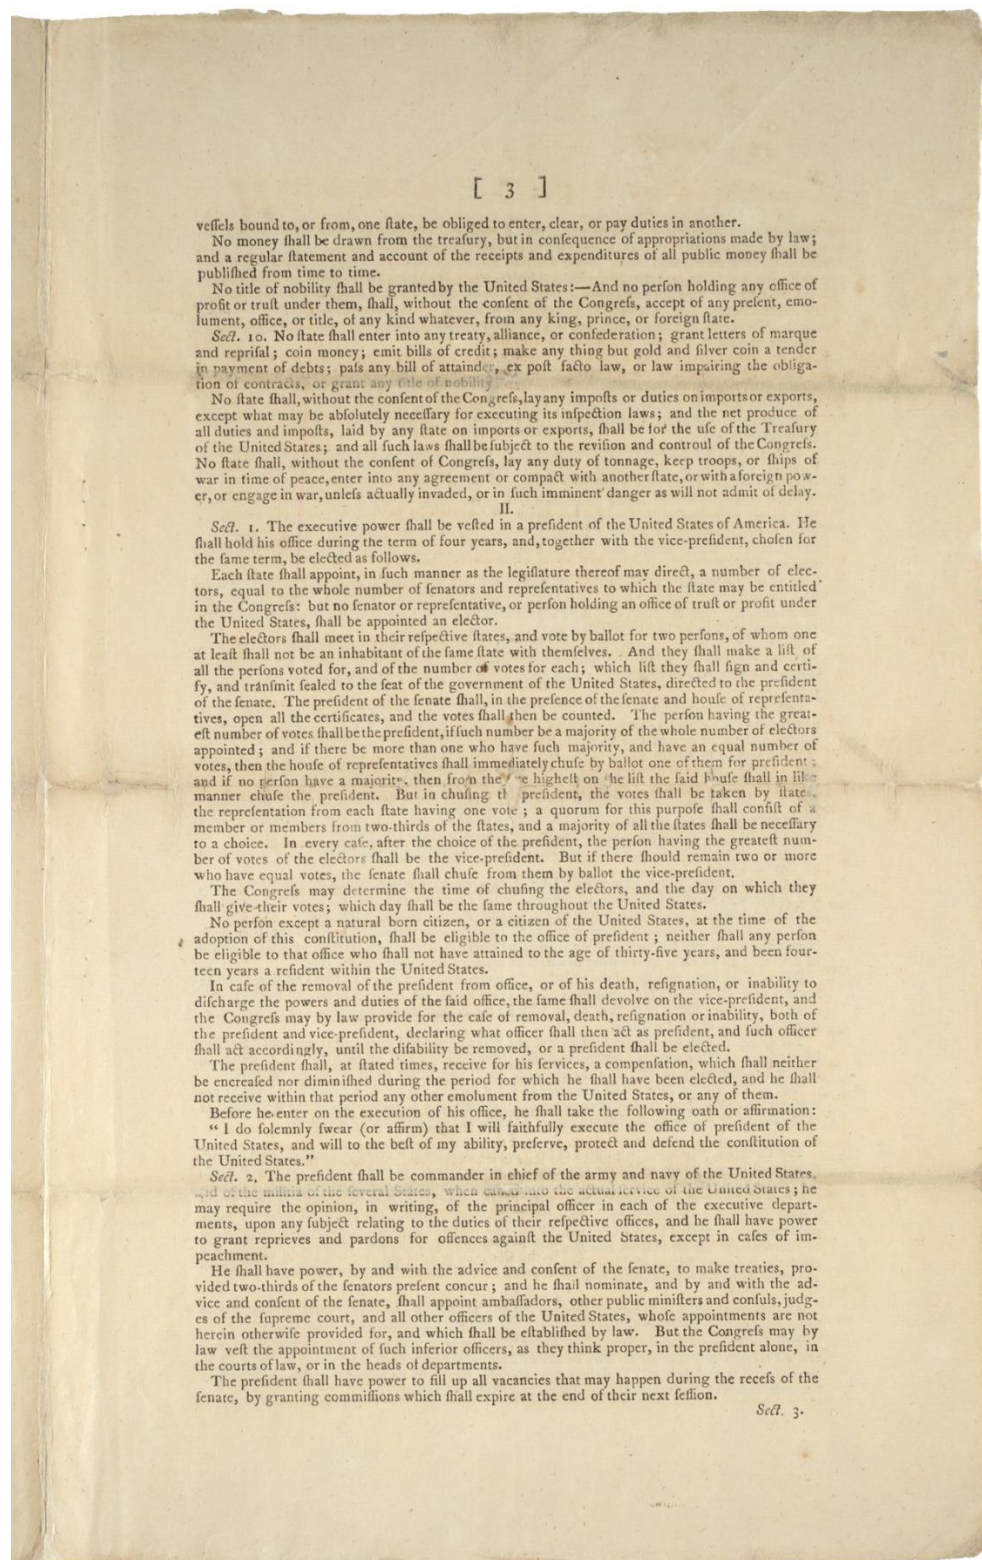 [ 3 ]
veſſels bound to, or from, one ſtate, be obliged to enter, clear, or pay duties in another.
No money ſhall be drawn from the treaſury, but in conſequence of appropriations made by law;
and a regular ſtatement and account of the receipts and expenditures of all public money ſhall be
publiſhed from time to time.
No title of nobility ſhall be granted by the United States:—And no perſon holding any office of
profit or truſt under them, ſhall, without the conſent of the Congreſs, accept of any preſent, emo-
lument, office, or title, of any kind whatever, from any king, prince, or foreign ſtate.
Sect. 10. No ſtate ſhall enter into any treaty, alliance, or confederation; grant letters of marque
and repriſal; coin money; emit bills of credit; make any thing but gold and ſilver coin a tender
in payment of debts; paſs any bill of attainder, ex poſt facto law, or law impairing the obliga-
tion of contracts, or grant any title of nobility
No ſtate ſhall, without the conſent of the Congreſs, lay any impoſts or duties on imports or exports,
except what may be abſolutely neceſſary for executing its inſpection laws; and the net produce of
all duties and impoſts, laid by any ſtate on imports or exports, ſhall be for the uſe of the Treaſury
of the United States; and all ſuch laws ſhall be ſubject to the reviſion and controul of the Congreſs.
No ſtate ſhall, without the conſent of Congreſs, lay any duty of tonnage, keep troops, or ſhips of
war in time of peace, enter into any agreement or compact with another ſtate, or with a foreign pow-
er, or engage in war, unleſs actually invaded, or in ſuch imminent danger as will not admit of delay.
II.
Sect. 1. The executive power ſhall be veſted in a preſident of the United States of America. He
ſhall hold his office during the term of four years, and, together with the vice-preſident, choſen for
the ſame term, be elected as follows.
Each ſtate ſhall appoint, in ſuch manner as the legiſlature thereof may direct, a number of elec-
tors, equal to the whole number of ſenators and repreſentatives to which the ſtate may be entitled
in the Congreſs: but no ſenator or repreſentative, or perſon holding an office of truſt or profit under
the United States, ſhall be appointed an elector.
The electors ſhall meet in their reſpective ſtates, and vote by ballot for two perſons, of whom one
at leaſt ſhall not be an inhabitant of the ſame ſtate with themſelves. And they ſhall make a liſt of
all the perſons voted for, and of the number of votes for each; which liſt they ſhall ſign and certi-
fy, and tranſmit ſealed to the ſeat of the government of the United States, directed to the preſident
of the ſenate. The preſident of the ſenate ſhall, in the preſence of the ſenate and houſe of repreſenta-
tives, open all the certificates, and the votes ſhall then be counted. The perſon having the great-
eſt number of votes ſhall be the preſident, if ſuch number be a majority of the whole number of electors
appointed; and if there be more than one who have ſuch majority, and have an equal number of
votes, then the houſe of repreſentatives ſhall immediately chuſe by ballot one of them for preſident;
and if no perſon have a majority, then from the highеſt on the liſt the ſaid houſe ſhall in like
manner chuſe the preſident. But in chuſing the preſident, the votes ſhall be taken by ſtates,
the repreſentation from each ſtate having one vote; a quorum for this purpoſe ſhall conſiſt of a
member or members from two-thirds of the ſtates, and a majority of all the ſtates ſhall be neceſſary
to a choice. In every caſe, after the choice of the preſident, the perſon having the greateſt num-
ber of votes of the electors ſhall be the vice-preſident. But if there ſhould remain two or more
who have equal votes, the ſenate ſhall chuſe from them by ballot the vice-preſident.
The Congreſs may determine the time of chuſing the electors, and the day on which they
ſhall give their votes; which day ſhall be the ſame throughout the United States.
No perſon except a natural born citizen, or a citizen of the United States, at the time of the
adoption of this conſtitution, ſhall be eligible to the office of preſident; neither ſhall any perſon
be eligible to that office who ſhall not have attained to the age of thirty-five years, and been four-
teen years a reſident within the United States.
In caſe of the removal of the preſident from office, or of his death, reſignation, or inability to
diſcharge the powers and duties of the ſaid office, the ſame ſhall devolve on the vice-preſident, and
the Congreſs may by law provide for the caſe of removal, death, reſignation or inability, both of
the preſident and vice-preſident, declaring what officer ſhall then act as preſident, and ſuch officer
ſhall act accordingly, until the diſability be removed, or a preſident ſhall be elected.
The preſident ſhall, at ſtated times, receive for his ſervices, a compenſation, which ſhall neither
be encreaſed nor diminiſhed during the period for which he ſhall have been elected, and he ſhall
not receive within that period any other emolument from the United States, or any of them.
Before he enter on the execution of his office, he ſhall take the following oath or affirmation:
“ I do ſolemnly ſwear (or affirm) that I will faithfully execute the office of preſident of the
United States, and will to the beſt of my ability, preſerve, protect and defend the conſtitution of
the United States.”
Sect. 2. The preſident ſhall be commander in chief of the army and navy of the United States,
and of the militia of the ſeveral States, when called into the actual ſervice of the United States; he
may require the opinion, in writing, of the principal officer in each of the executive depart-
ments, upon any ſubject relating to the duties of their reſpective offices, and he ſhall have power
to grant reprieves and pardons for offences againſt the United States, except in caſes of im-
peachment.
He ſhall have power, by and with the advice and conſent of the ſenate, to make treaties, pro-
vided two-thirds of the ſenators preſent concur; and he ſhall nominate, and by and with the ad-
vice and conſent of the ſenate, ſhall appoint ambaſſadors, other public miniſters and conſuls, judg-
es of the ſupreme court, and all other officers of the United States, whoſe appointments are not
herein otherwiſe provided for, and which ſhall be eſtabliſhed by law. But the Congreſs may by
law veſt the appointment of ſuch inferior officers, as they think proper, in the preſident alone, in
the courts of law, or in the heads of departments.
The preſident ſhall have power to fill up all vacancies that may happen during the receſs of the
ſenate, by granting commiſſions which ſhall expire at the end of their next ſeſſion.
Sect. 3.